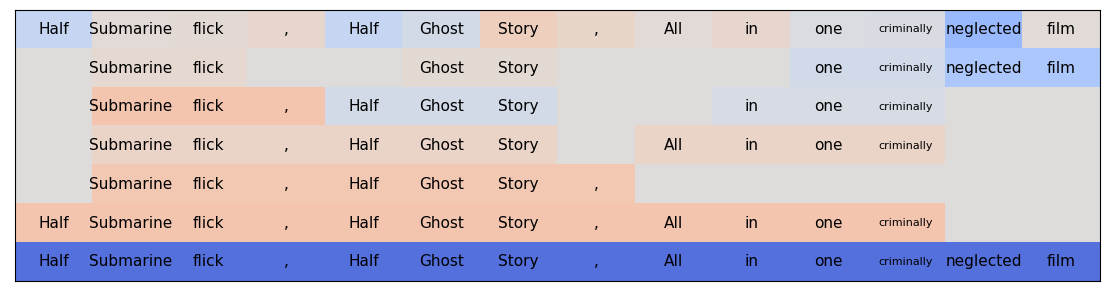 Half Submarine flick , Half Ghost Story , All in one criminally neglected film
Submarine flick Ghost Story one criminally neglected film
Submarine flick , Half Ghost Story in one criminally
Submarine flick , Half Ghost Story All in one criminally
Submarine flick , Half Ghost Story ,
Half Submarine flick , Half Ghost Story , All in one criminally
Half Submarine flick , Half Ghost Story , All in one criminally neglected film